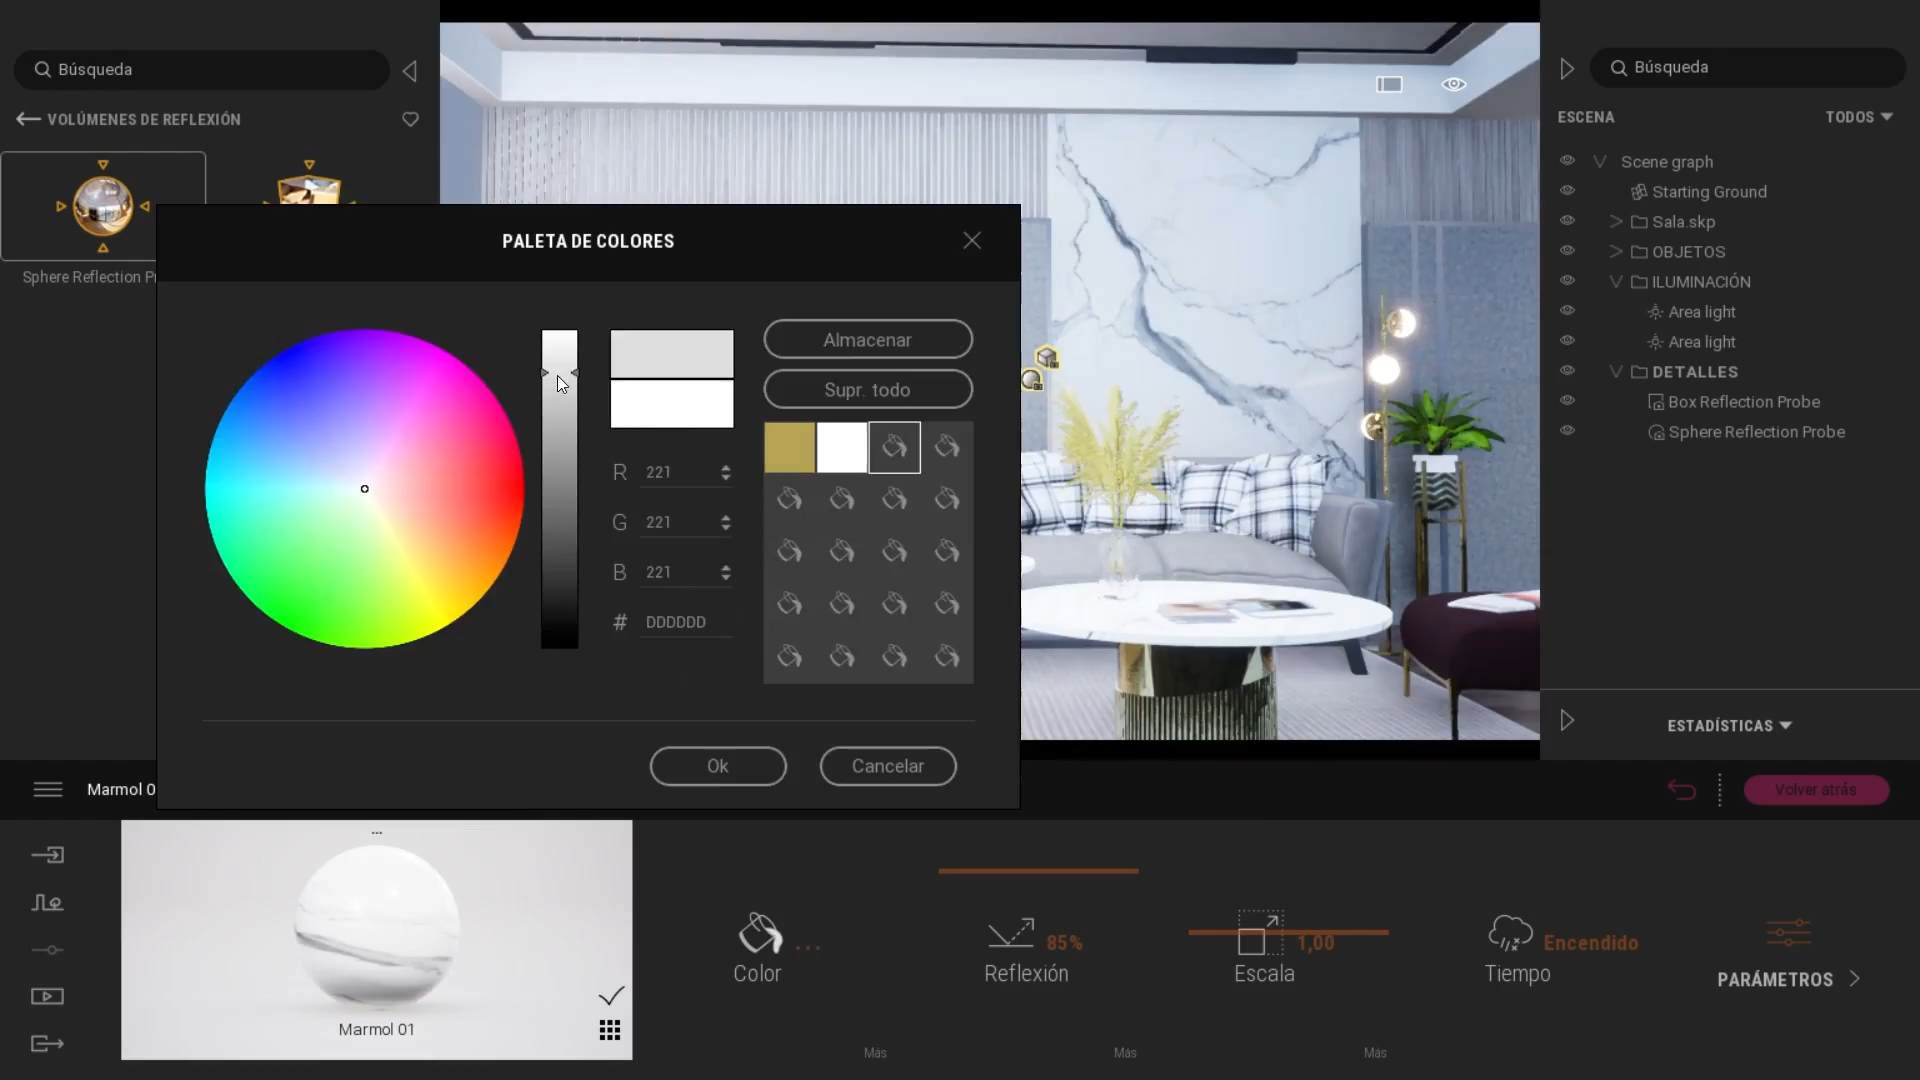 Búsqueda
VOLÚMENES DE REFLEXIÓN
Sphere Reflection P
PALETA DE COLORES
Almacenar
Supr. todo
R 221
G 221
B 221
# DDDDDD
Ok
Cancelar
Búsqueda
ESCENA
TODOS
Scene graph
Starting Ground
Sala.skp
OBJETOS
ILUMINACIÓN
Area light
Area light
DETALLES
Box Reflection Probe
Sphere Reflection Probe
ESTADÍSTICAS
Marmol 0
Volver atrás
...
Marmol 01
Color ...
Reflexión 85%
Escala 1,00
Tiempo Encendido
PARÁMETROS
Más
Más
Más